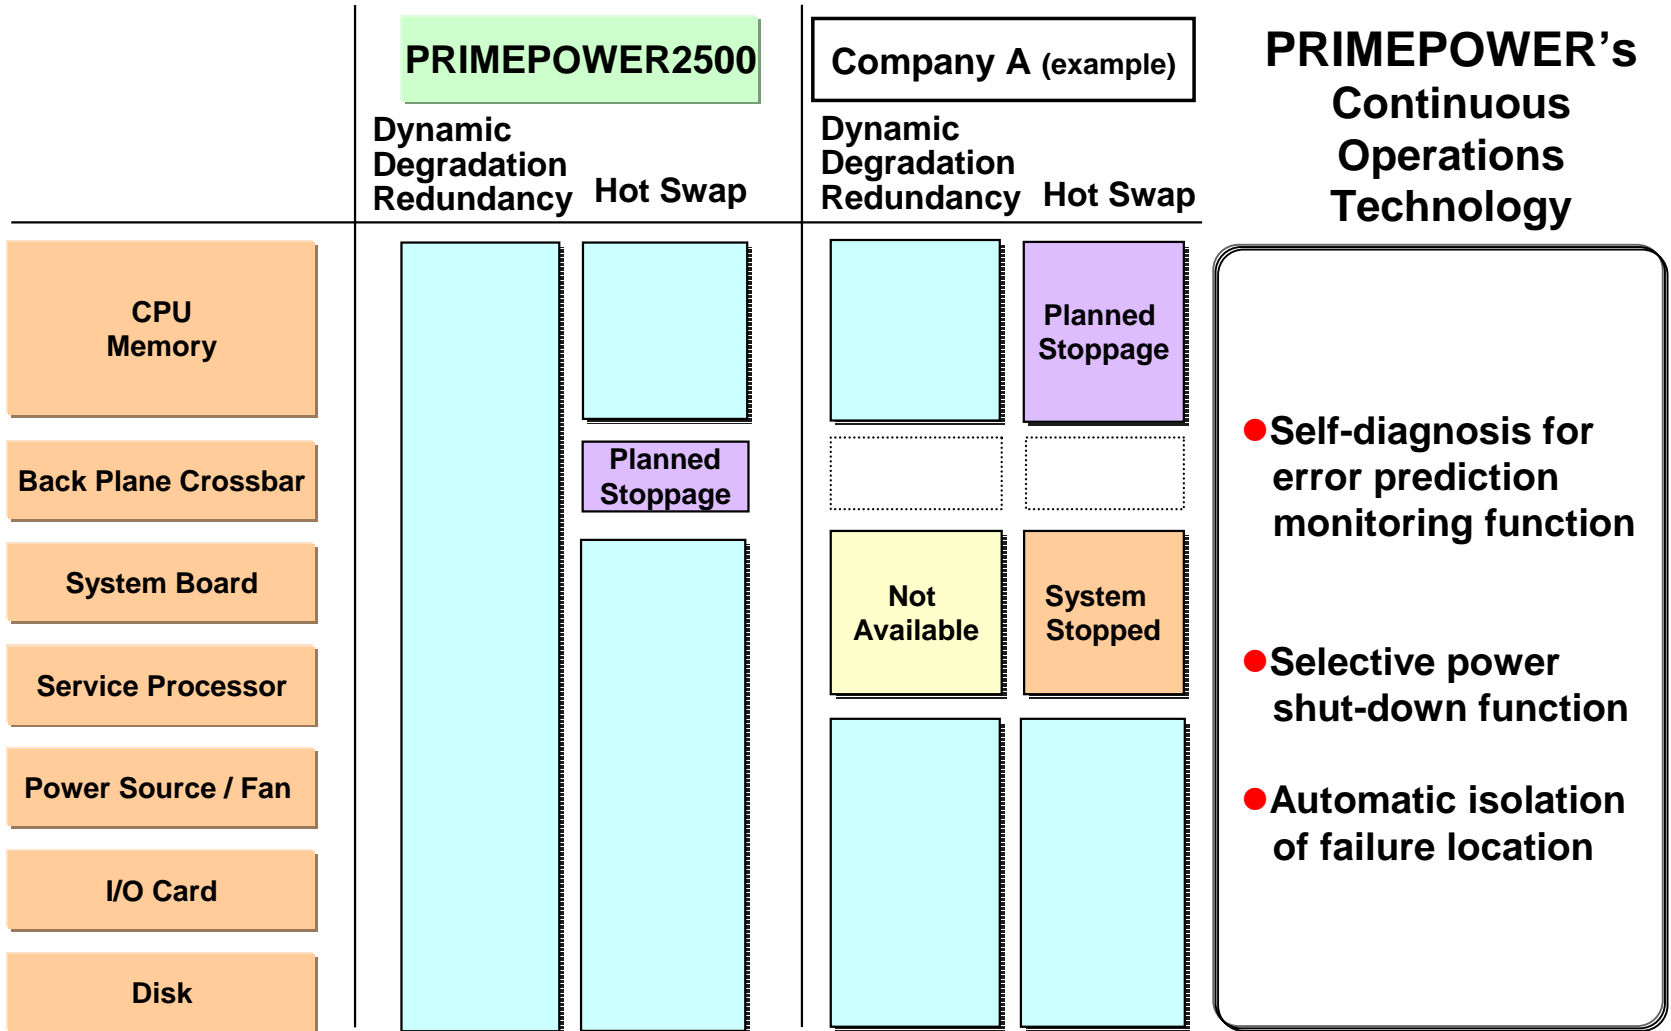 PRIMEPOWER2500
Company A (example)
PRIMEPOWER’s
Continuous
Operations
Technology
Dynamic
Degradation
Redundancy
Hot Swap
Dynamic
Degradation
Redundancy
Hot Swap
CPU
Memory
Planned
Stoppage
Back Plane Crossbar
Planned
Stoppage
System Board
Not
Available
System
Stopped
Service Processor
Power Source / Fan
I/O Card
Disk
●Self-diagnosis for
error prediction
monitoring function
●Selective power
shut-down function
●Automatic isolation
of failure location